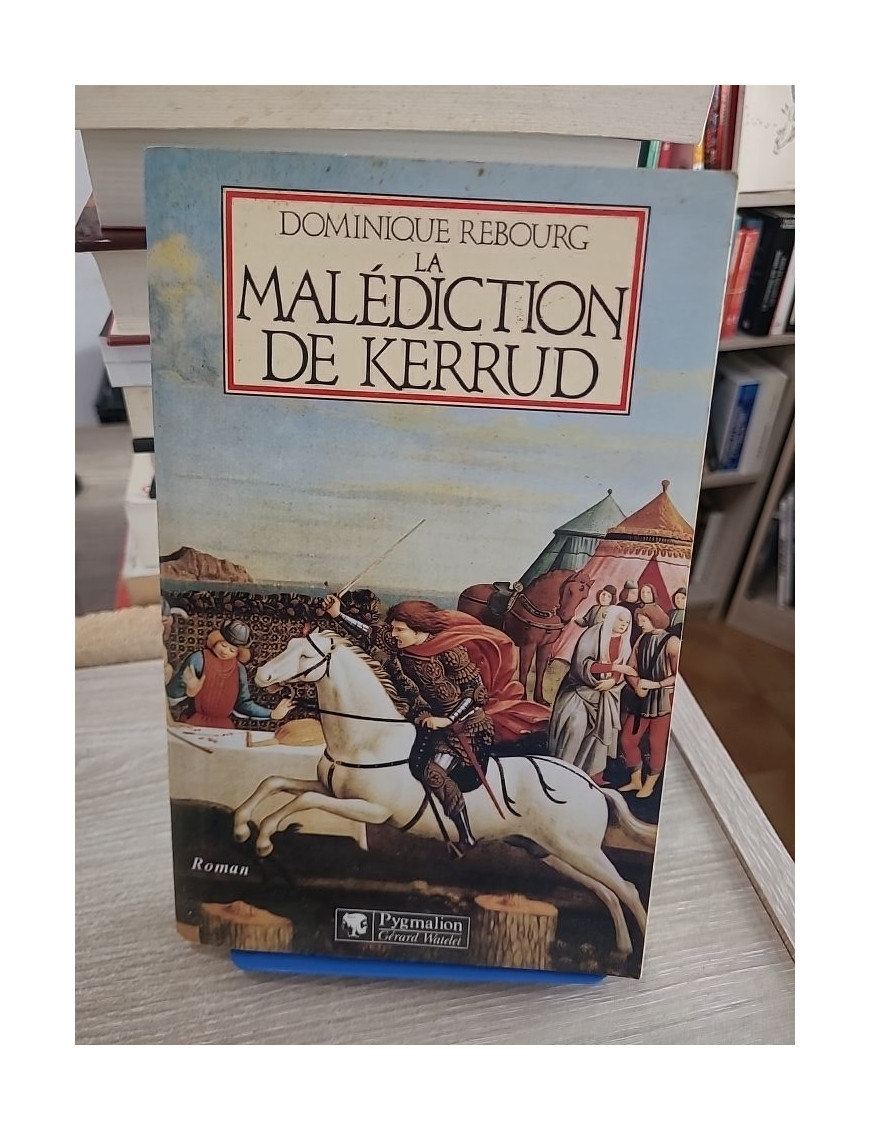 DOMINIQUE REBOURG
LA
MALÉDICTION
DE KERRUD
Roman
Pygmalion
Gérard Watelet